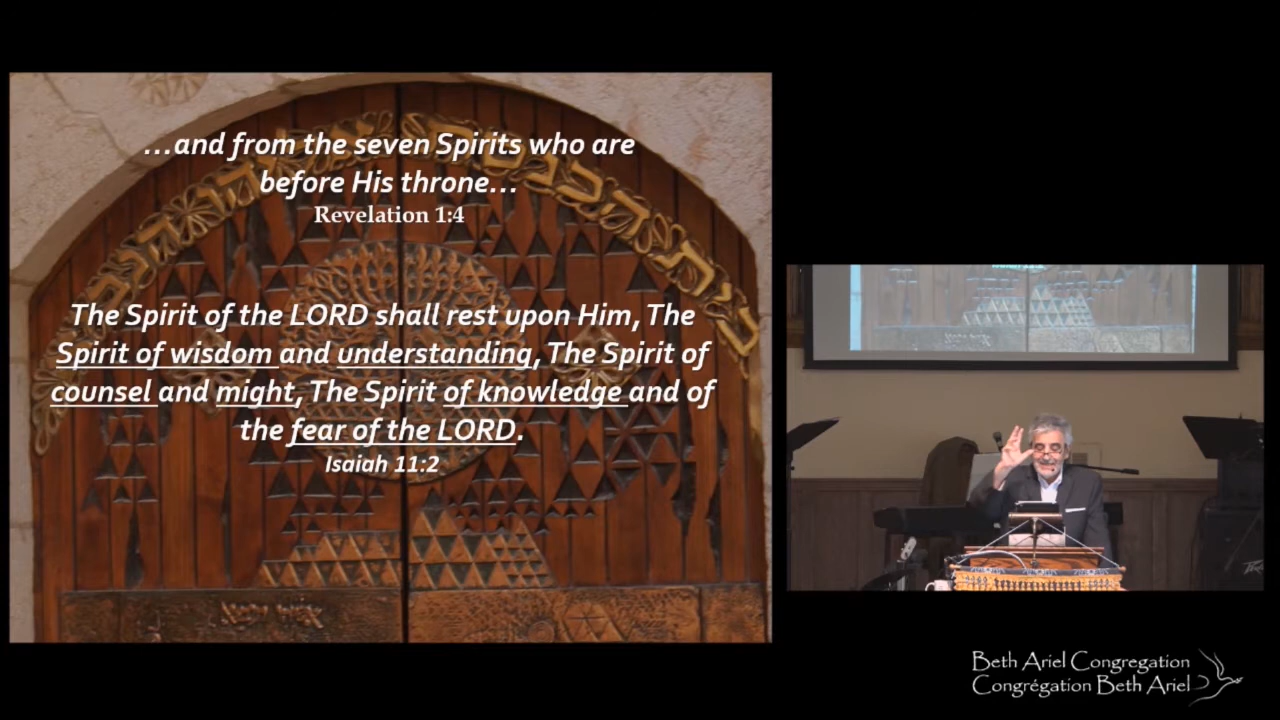 …and from the seven Spirits who are
before His throne…
Revelation 1:4
The Spirit of the LORD shall rest upon Him, The
Spirit of wisdom and understanding, The Spirit of
counsel and might, The Spirit of knowledge and of
the fear of the LORD.
Isaiah 11:2
Beth Ariel Congregation
Congrégation Beth Ariel